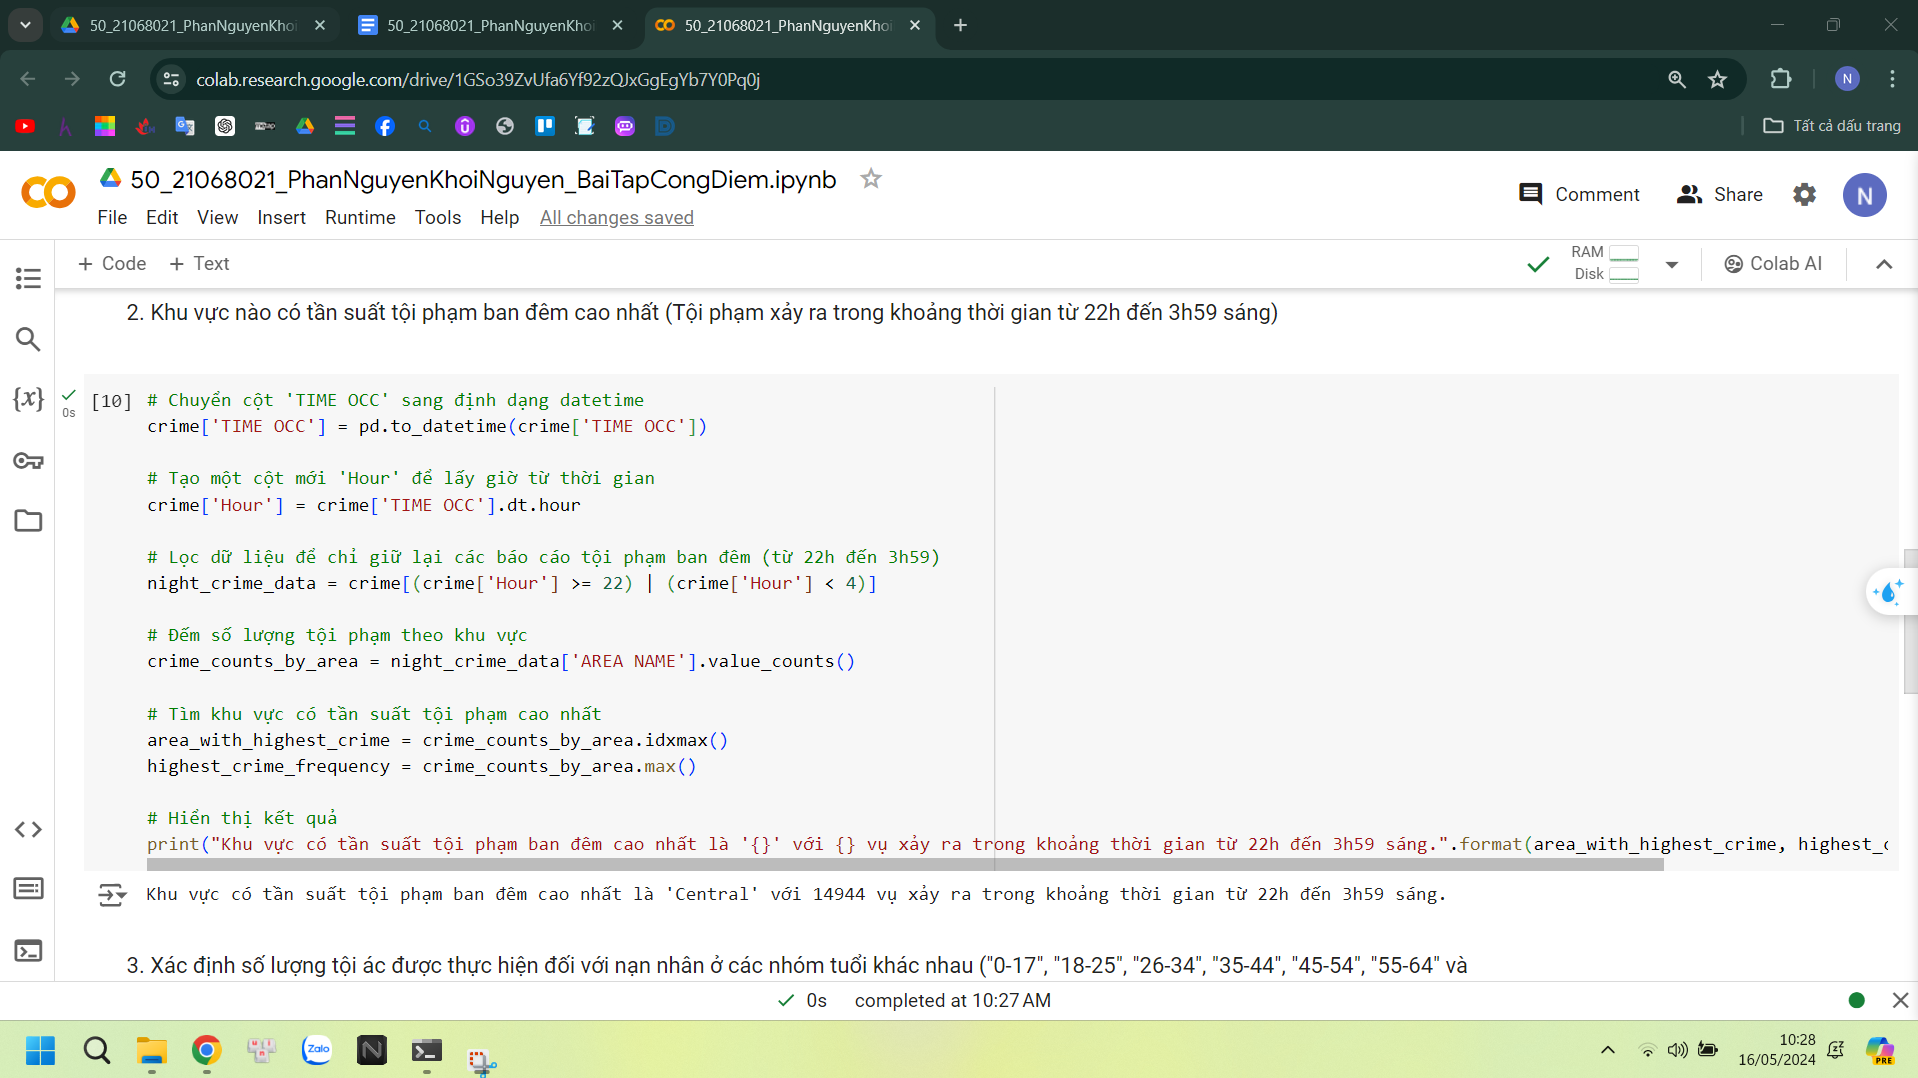 50_21068021_PhanNguyenKhoi
50_21068021_PhanNguyenKhoi
50_21068021_PhanNguyenKhoi
colab.research.google.com/drive/1GSo39ZvUfa6Yf92zQJxGgEgYb7Y0Pq0j
N
Tất cả dấu trang
50_21068021_PhanNguyenKhoiNguyen_BaiTapCongDiem.ipynb
Comment
Share
N
File Edit View Insert Runtime Tools Help All changes saved
+ Code + Text
RAM
Disk
Colab AI
2. Khu vực nào có tần suất tội phạm ban đêm cao nhất (Tội phạm xảy ra trong khoảng thời gian từ 22h đến 3h59 sáng)
0s
[10] # Chuyển cột 'TIME OCC' sang định dạng datetime
crime['TIME OCC'] = pd.to_datetime(crime['TIME OCC'])
# Tạo một cột mới 'Hour' để lấy giờ từ thời gian
crime['Hour'] = crime['TIME OCC'].dt.hour
# Lọc dữ liệu để chỉ giữ lại các báo cáo tội phạm ban đêm (từ 22h đến 3h59)
night_crime_data = crime[(crime['Hour'] >= 22) | (crime['Hour'] < 4)]
# Đếm số lượng tội phạm theo khu vực
crime_counts_by_area = night_crime_data['AREA NAME'].value_counts()
# Tìm khu vực có tần suất tội phạm cao nhất
area_with_highest_crime = crime_counts_by_area.idxmax()
highest_crime_frequency = crime_counts_by_area.max()
# Hiển thị kết quả
print("Khu vực có tần suất tội phạm ban đêm cao nhất là '{}' với {} vụ xảy ra trong khoảng thời gian từ 22h đến 3h59 sáng.".format(area_with_highest_crime, highest_c
Khu vực có tần suất tội phạm ban đêm cao nhất là 'Central' với 14944 vụ xảy ra trong khoảng thời gian từ 22h đến 3h59 sáng.
3. Xác định số lượng tội ác được thực hiện đối với nạn nhân ở các nhóm tuổi khác nhau ("0-17", "18-25", "26-34", "35-44", "45-54", "55-64" và
0s completed at 10:27 AM
Zalo
10:28
16/05/2024
PRE